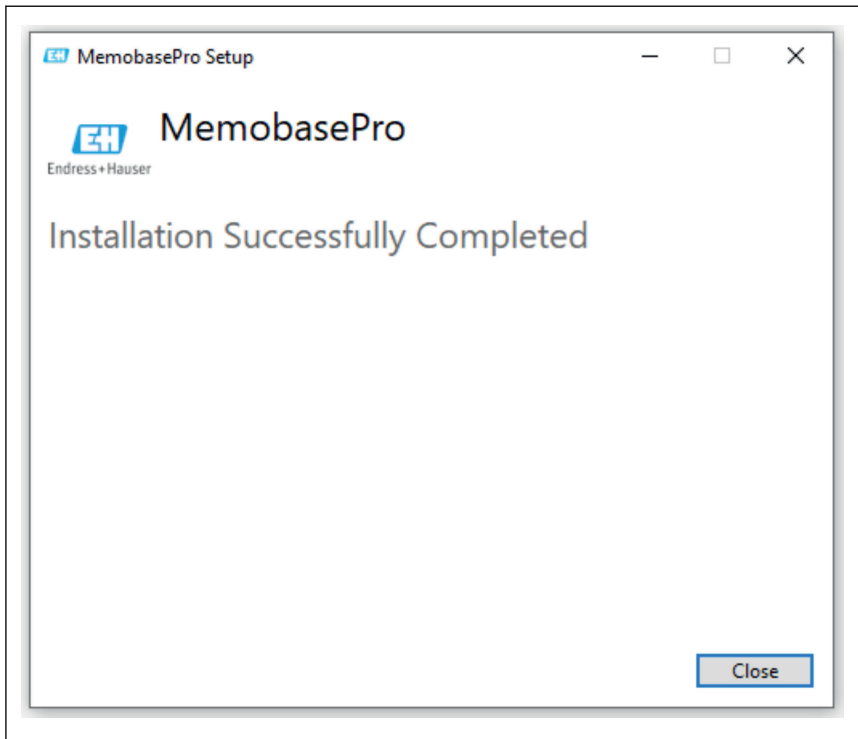 MemobasePro Setup
EH
MemobasePro
Endress+Hauser
Installation Successfully Completed
Close